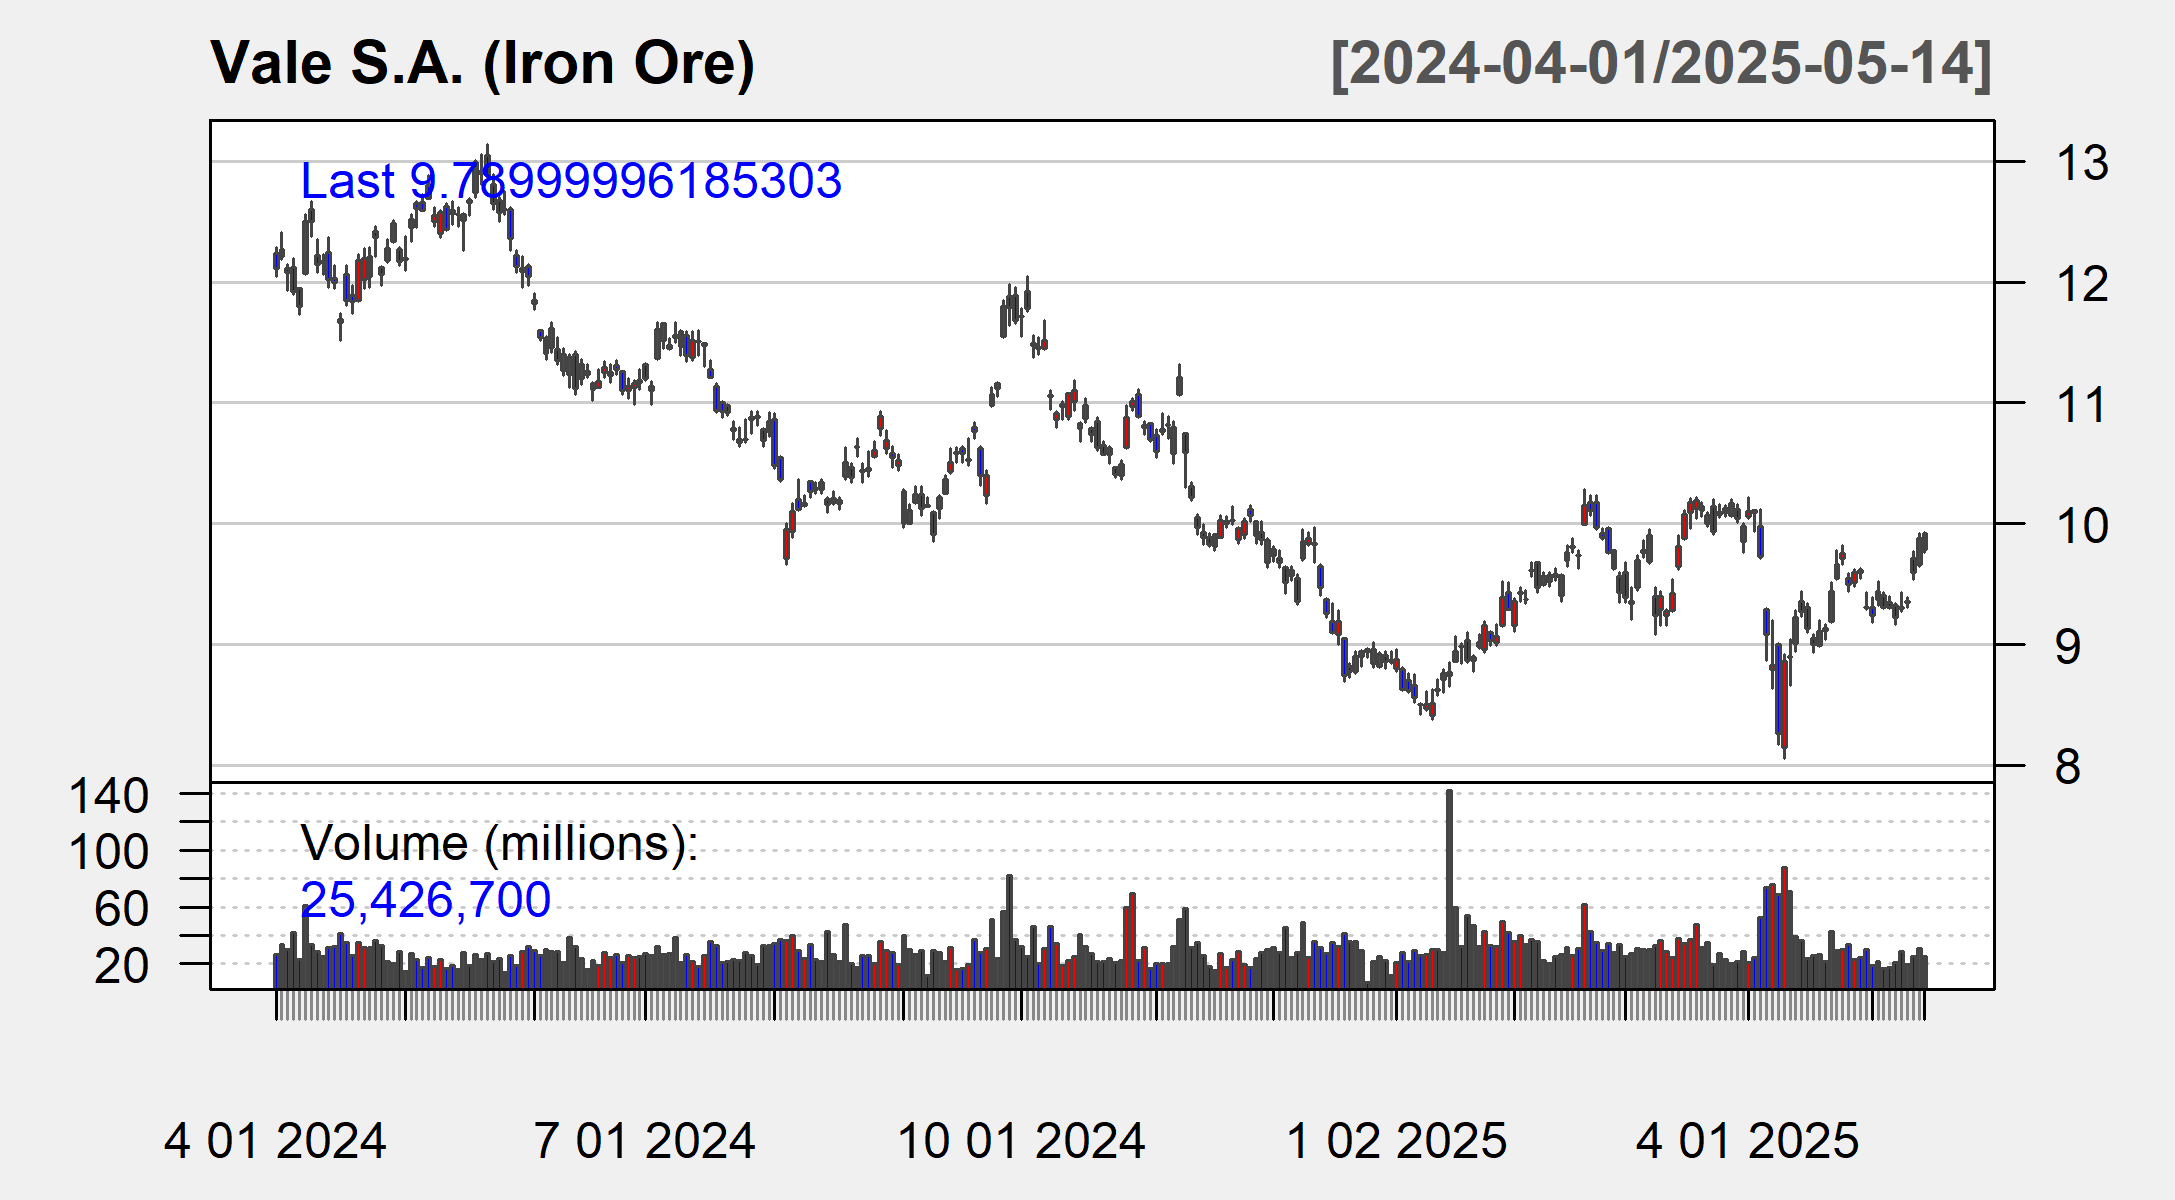 Vale S.A. (Iron Ore)
[2024-04-01/2025-05-14]
Last 9.789999996185303
13
12
11
10
9
8
140
100
60
20
Volume (millions):
25,426,700
4 01 2024
7 01 2024
10 01 2024
1 02 2025
4 01 2025